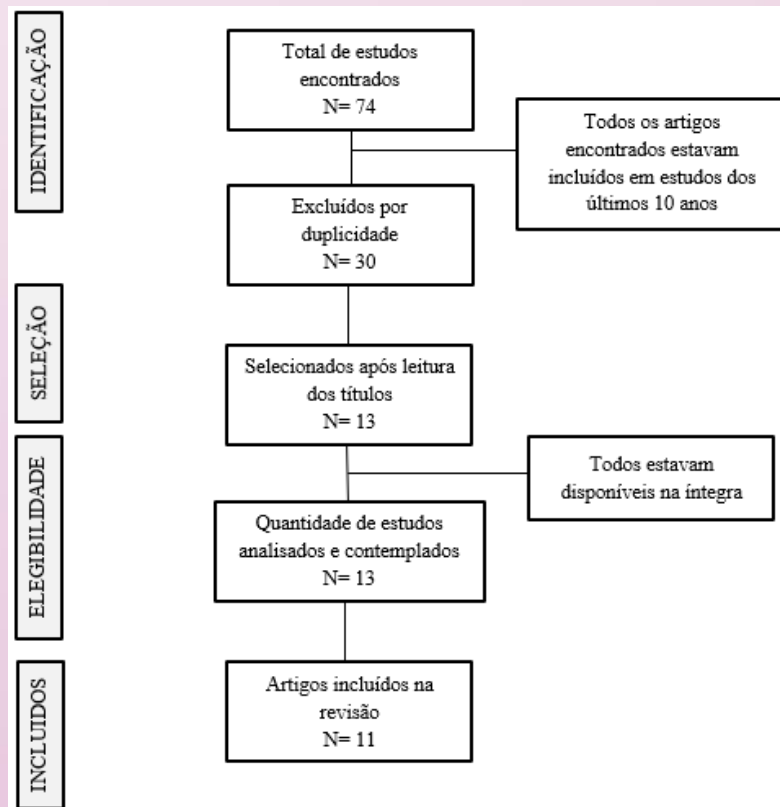 IDENTIFICAÇÃO
Total de estudos
encontrados
N= 74
Todos os artigos
encontrados estavam
incluídos em estudos dos
últimos 10 anos
Excluídos por
duplicidade
N= 30
SELEÇÃO
Selecionados após leitura
dos títulos
N= 13
ELEGIBILIDADE
Todos estavam
disponíveis na íntegra
Quantidade de estudos
analisados e contemplados
N= 13
INCLUIDOS
Artigos incluídos na
revisão
N= 11